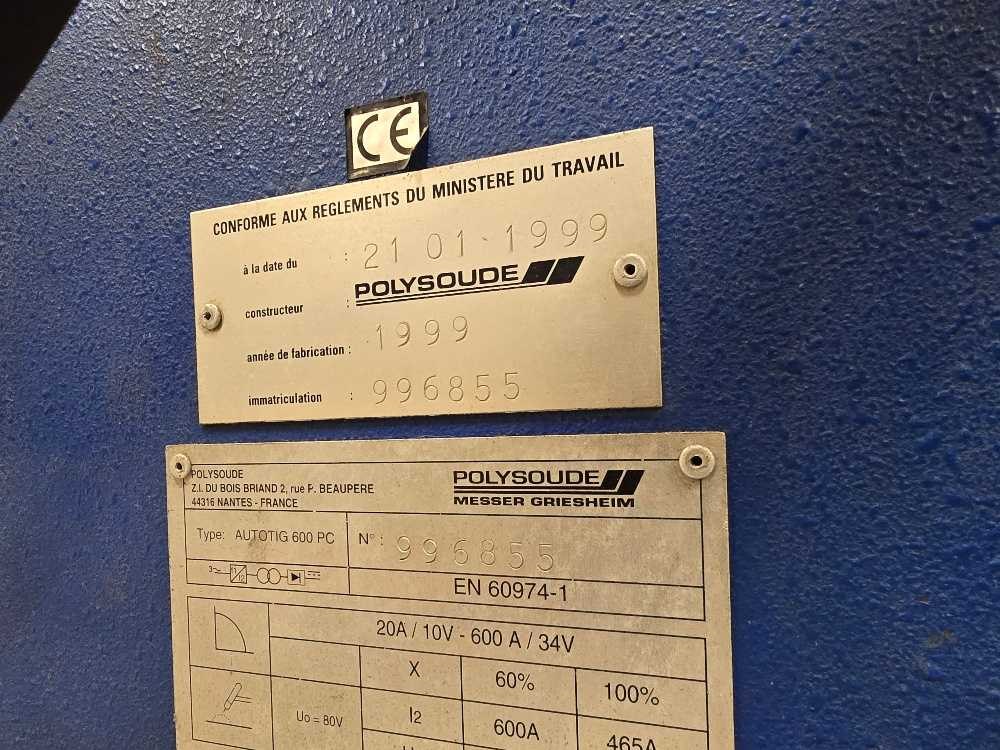 CE
CONFORME AUX REGLEMENTS DU MINISTERE DU TRAVAIL
à la date du : 21 01 · 1999
constructeur : POLYSOUDE
année de fabrication : 1999
immatriculation : 996855
POLYSOUDE
Z.I. DU BOIS BRIAND 2, rue P. BEAUPERE
44316 NANTES - FRANCE
POLYSOUDE
MESSER GRIESHEIM
Type: AUTOTIG 600 PC
N° : 996855
EN 60974-1
20A / 10V - 600 A / 34V
X 60% 100%
Uo = 80V
I2 600A 465A